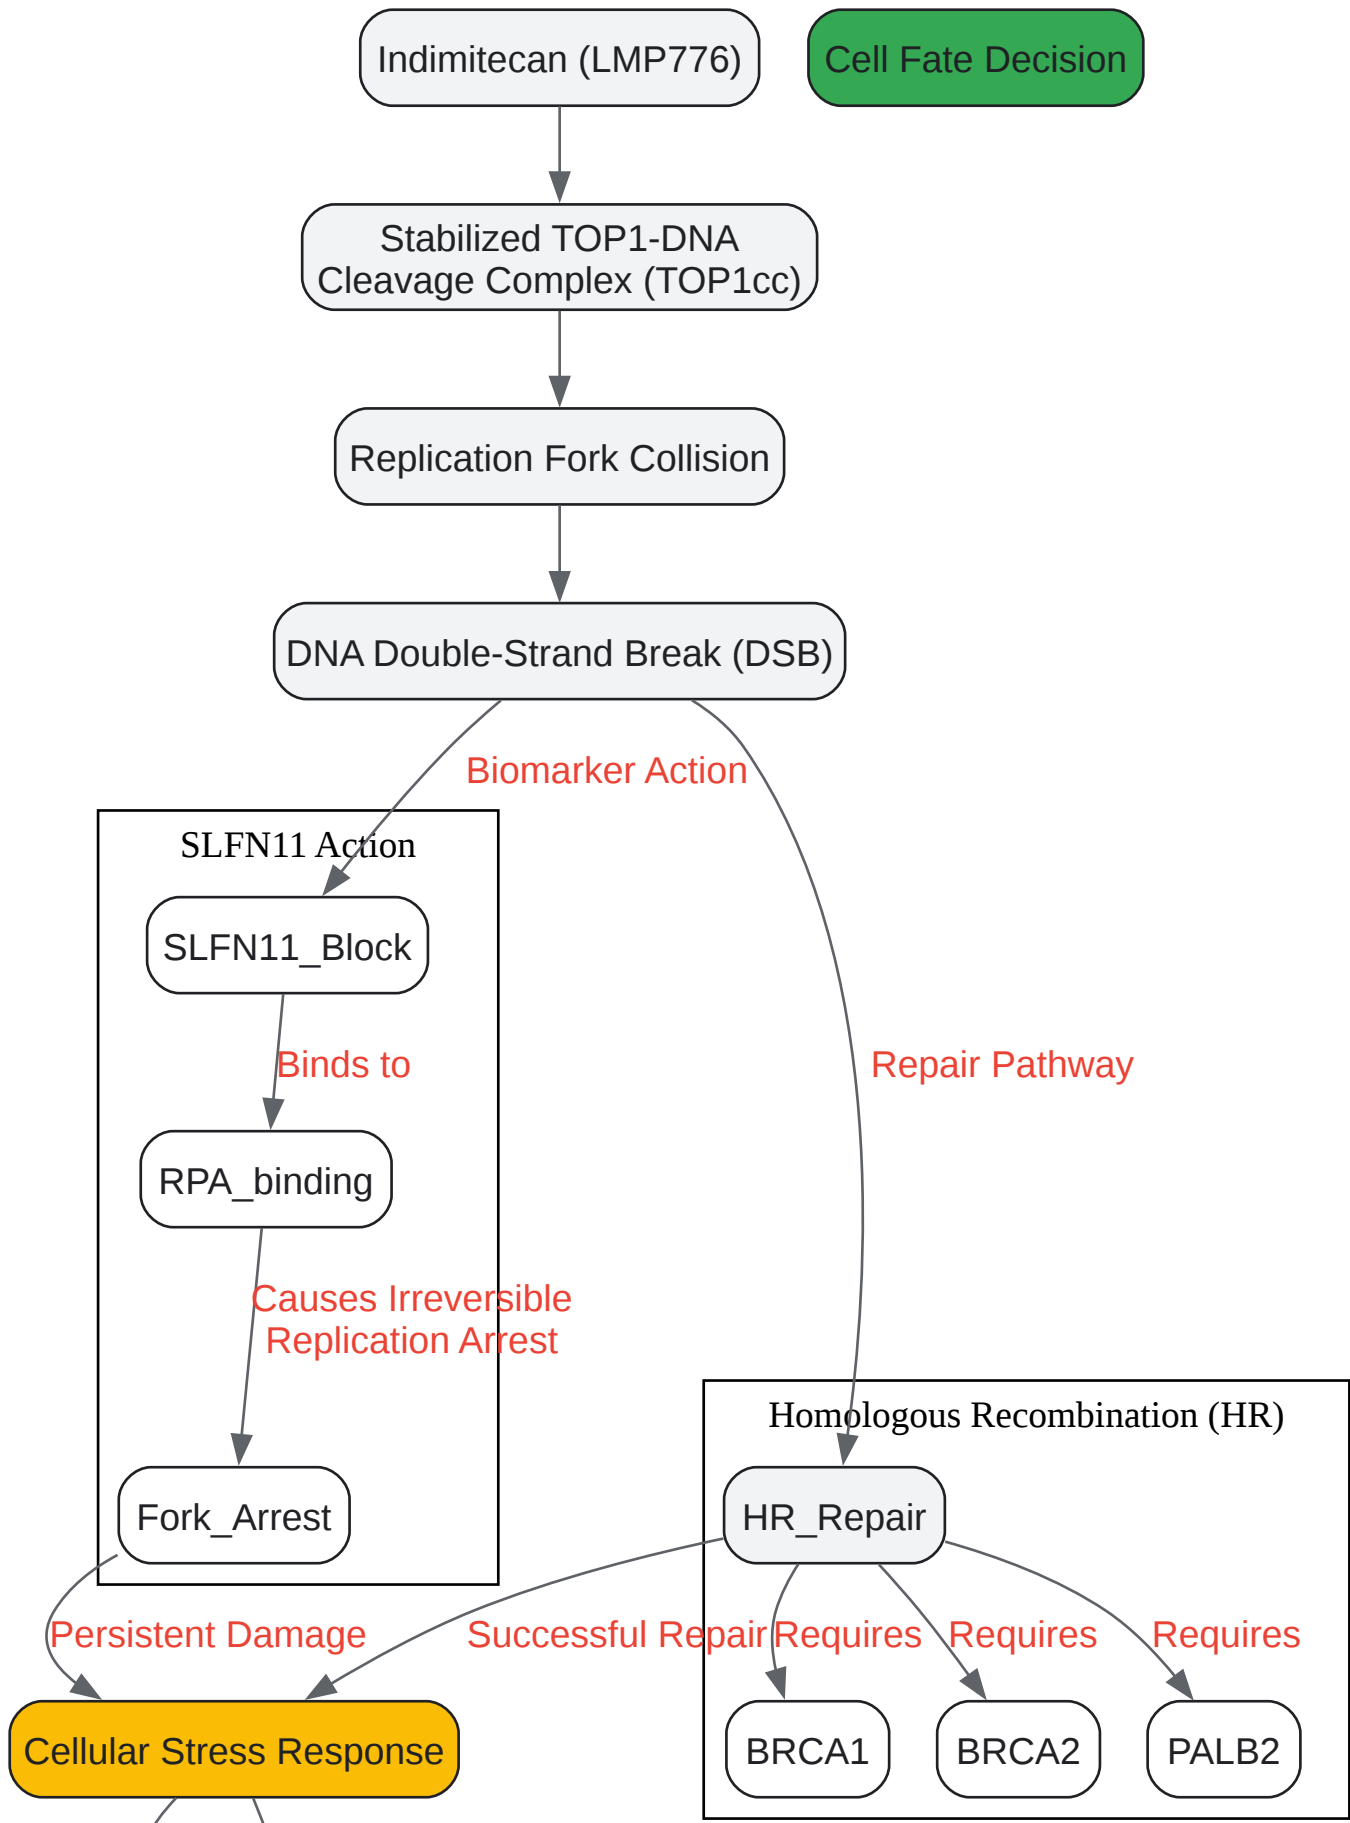 Indimitecan (LMP776)
Cell Fate Decision
Stabilized TOP1-DNA
Cleavage Complex (TOP1cc)
Replication Fork Collision
DNA Double-Strand Break (DSB)
Biomarker Action
SLFN11 Action
SLFN11_Block
Binds to
Repair Pathway
RPA_binding
Causes Irreversible
Replication Arrest
Homologous Recombination (HR)
Fork_Arrest
HR_Repair
Persistent Damage
Successful Repair
Requires
Requires
Requires
Cellular Stress Response
BRCA1
BRCA2
PALB2